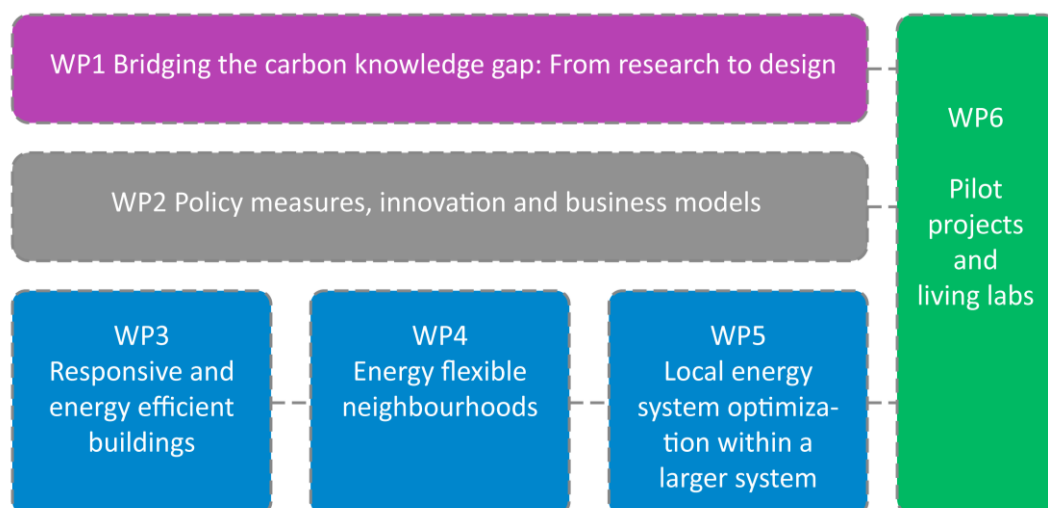 WP1 Bridging the carbon knowledge gap: From research to design
WP2 Policy measures, innovation and business models
WP3
Responsive and
energy efficient
buildings
WP4
Energy flexible
neighbourhoods
WP5
Local energy
system optimiza-
tion within a
larger system
WP6
Pilot
projects
and
living labs